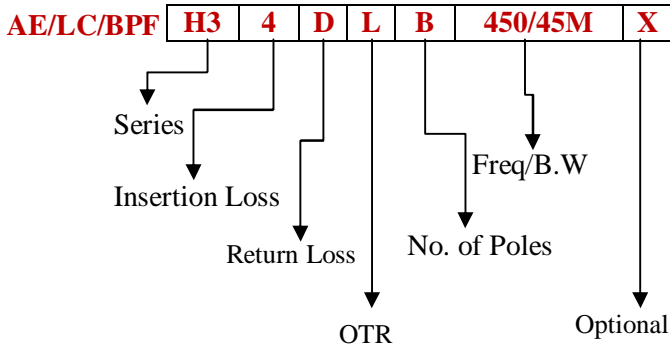 AE/LC/BPF H3 4 D L B 450/45M X
Series
Freq/B.W
Insertion Loss
No. of Poles
Return Loss
OTR
Optional